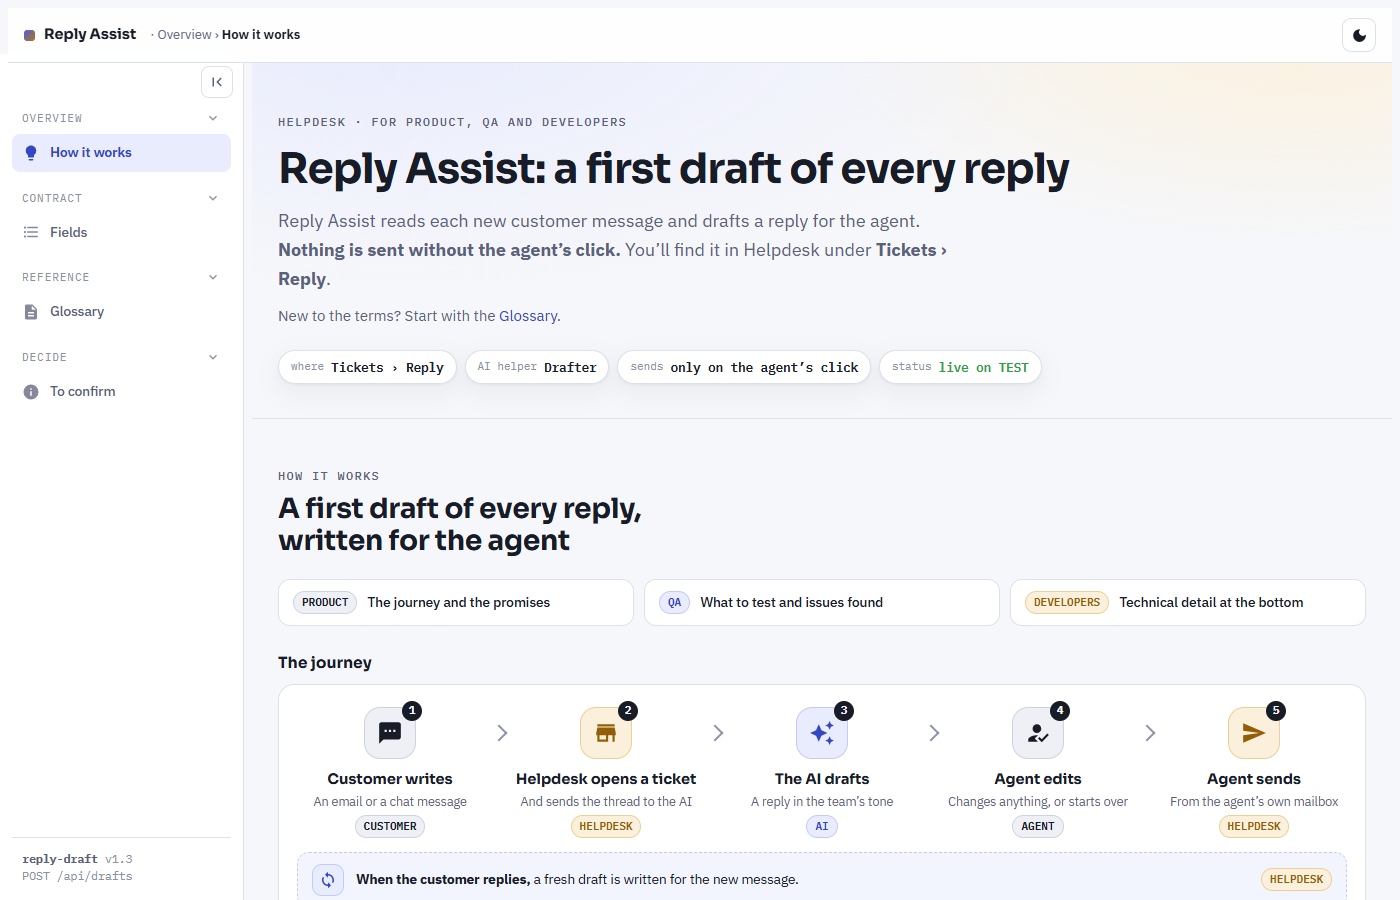 Reply Assist · Overview › How it works
OVERVIEW
How it works
CONTRACT
Fields
REFERENCE
Glossary
DECIDE
To confirm
reply-draft v1.3
POST /api/drafts
HELPDESK · FOR PRODUCT, QA AND DEVELOPERS
Reply Assist: a first draft of every reply
Reply Assist reads each new customer message and drafts a reply for the agent.
Nothing is sent without the agent’s click. You’ll find it in Helpdesk under Tickets ›
Reply.
New to the terms? Start with the Glossary.
where Tickets › Reply
AI helper Drafter
sends only on the agent’s click
status live on TEST
HOW IT WORKS
A first draft of every reply,
written for the agent
PRODUCT The journey and the promises
QA What to test and issues found
DEVELOPERS Technical detail at the bottom
The journey
1
Customer writes
An email or a chat message
CUSTOMER
2
Helpdesk opens a ticket
And sends the thread to the AI
HELPDESK
3
The AI drafts
A reply in the team’s tone
AI
4
Agent edits
Changes anything, or starts over
AGENT
5
Agent sends
From the agent’s own mailbox
HELPDESK
When the customer replies, a fresh draft is written for the new message.
HELPDESK